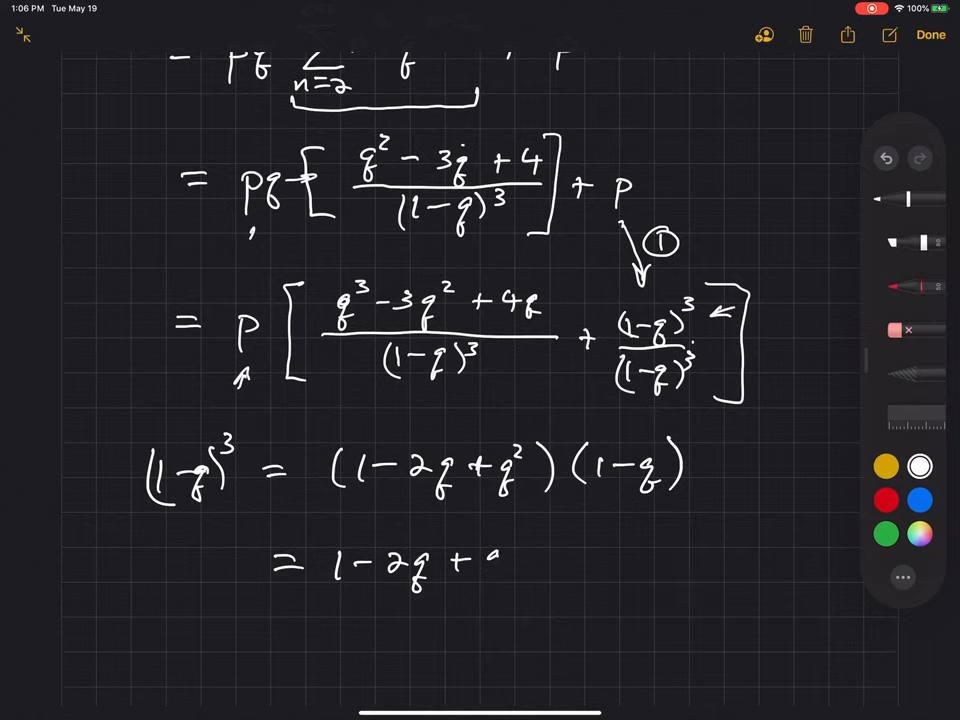 1:06 PM Tue May 19
100%
Done
pq Σ q p
n=2
= pq [ (q² - 3q + 4) / (1-q)³ ] + p
①
= p [ (q³ - 3q² + 4q) / (1-q)³ + (1-q)³ / (1-q)³ ]
(1-q)³ = (1 - 2q + q²)(1-q)
= 1 - 2q +